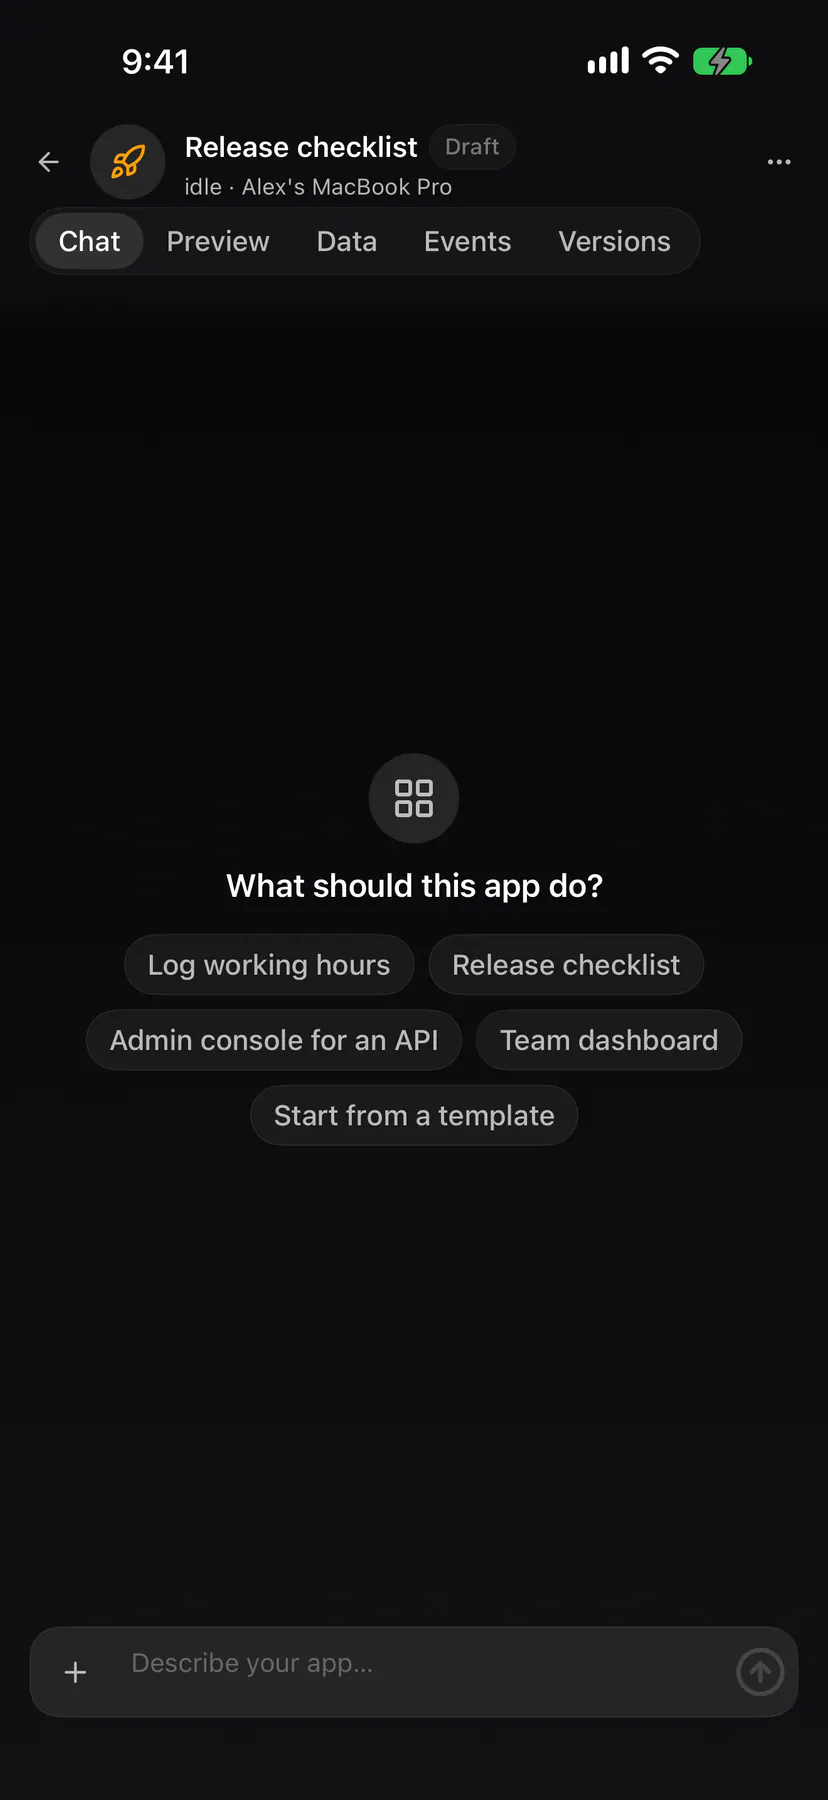 9:41
Release checklist Draft
idle · Alex's MacBook Pro
Chat Preview Data Events Versions
What should this app do?
Log working hours Release checklist
Admin console for an API Team dashboard
Start from a template
Describe your app...